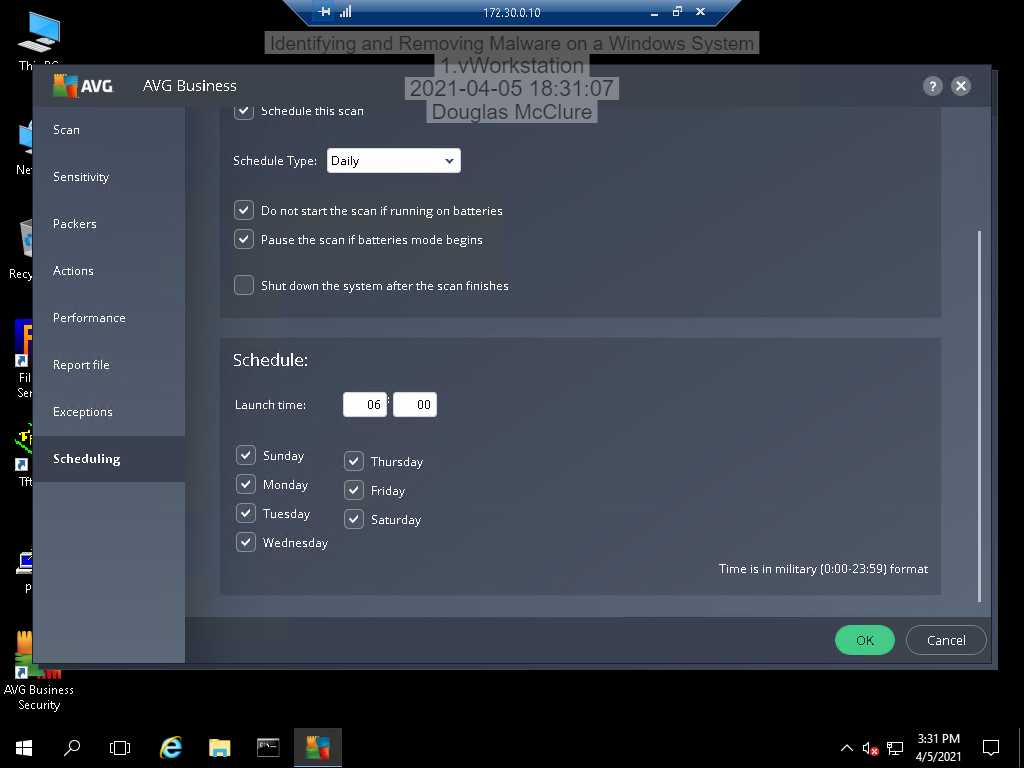 172.30.0.10
Identifying and Removing Malware on a Windows System
1.vWorkstation
2021-04-05 18:31:07
Douglas McClure
AVG
AVG Business
?
Scan
Sensitivity
Packers
Actions
Performance
Report file
Exceptions
Scheduling
Schedule this scan
Schedule Type:
Daily
Do not start the scan if running on batteries
Pause the scan if batteries mode begins
Shut down the system after the scan finishes
Schedule:
Launch time:
06 : 00
Sunday
Monday
Tuesday
Wednesday
Thursday
Friday
Saturday
Time is in military (0:00-23:59) format
OK
Cancel
Recy
Fil
Ser
Tft
p
AVG Business
Security
3:31 PM
4/5/2021